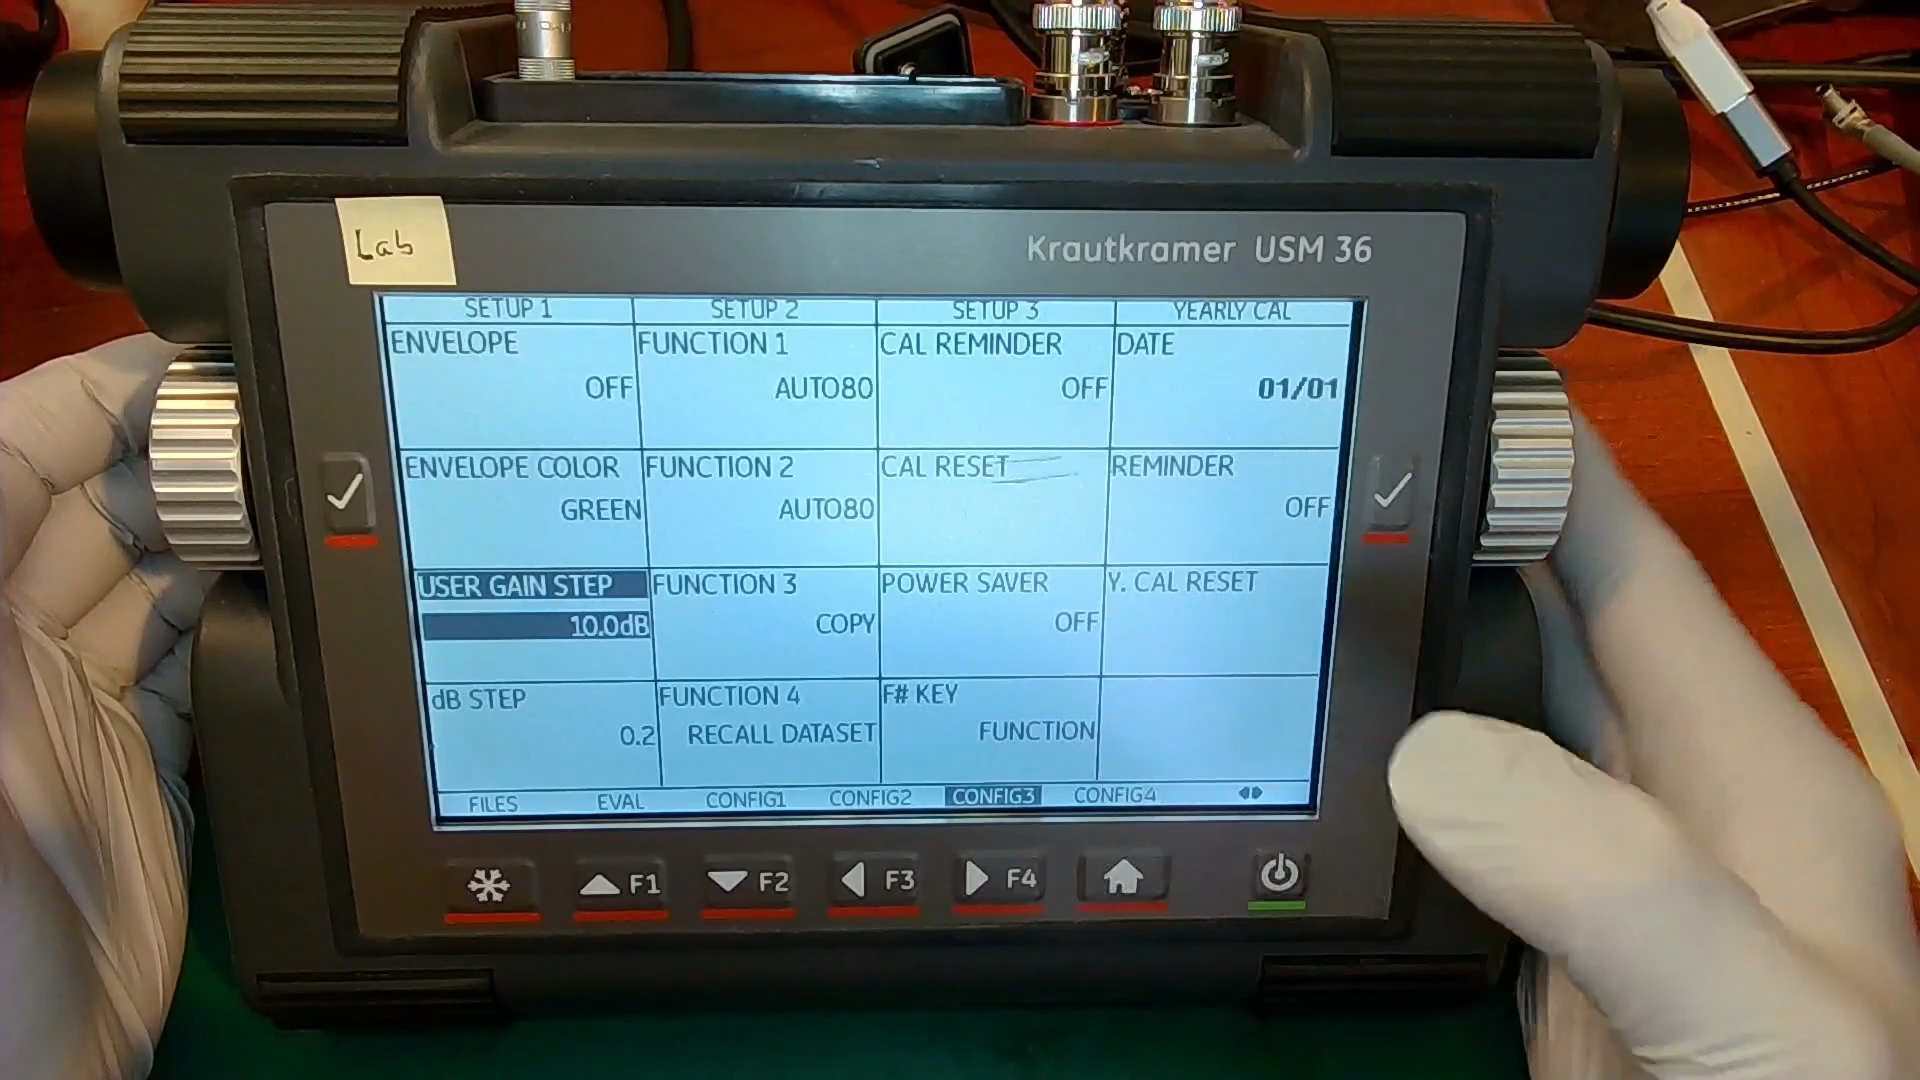 Lab
Krautkramer USM 36
SETUP 1 SETUP 2 SETUP 3 YEARLY CAL
ENVELOPE FUNCTION 1 CAL REMINDER DATE
OFF AUTO80 OFF 01/01
ENVELOPE COLOR FUNCTION 2 CAL RESET REMINDER
GREEN AUTO80 OFF
USER GAIN STEP FUNCTION 3 POWER SAVER Y. CAL RESET
10.0dB COPY OFF
dB STEP FUNCTION 4 F# KEY
0.2 RECALL DATASET FUNCTION
FILES EVAL CONFIG1 CONFIG2 CONFIG3 CONFIG4
F1 F2 F3 F4